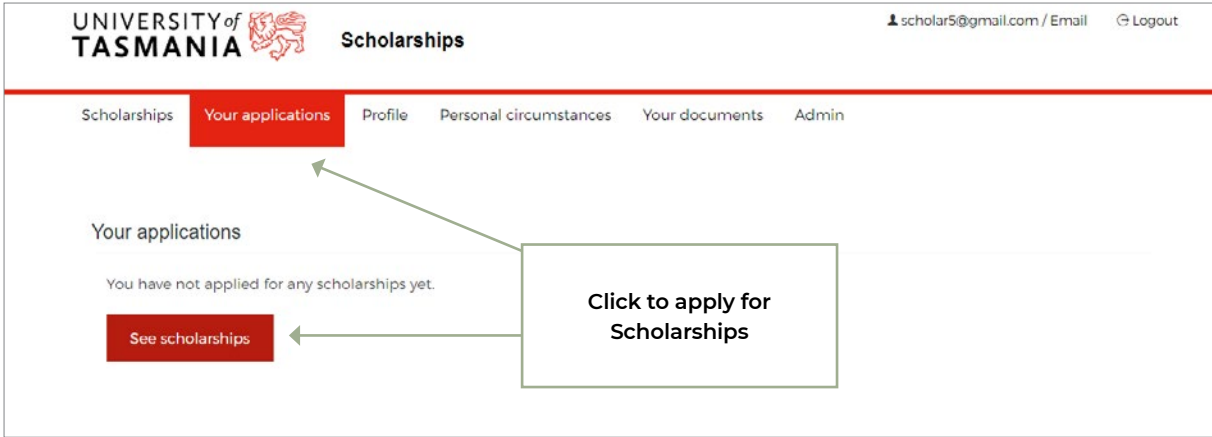 UNIVERSITY of
TASMANIA
Scholarships
scholar5@gmail.com / Email
Logout
Scholarships
Your applications
Profile
Personal circumstances
Your documents
Admin
Your applications
You have not applied for any scholarships yet.
See scholarships
Click to apply for
Scholarships